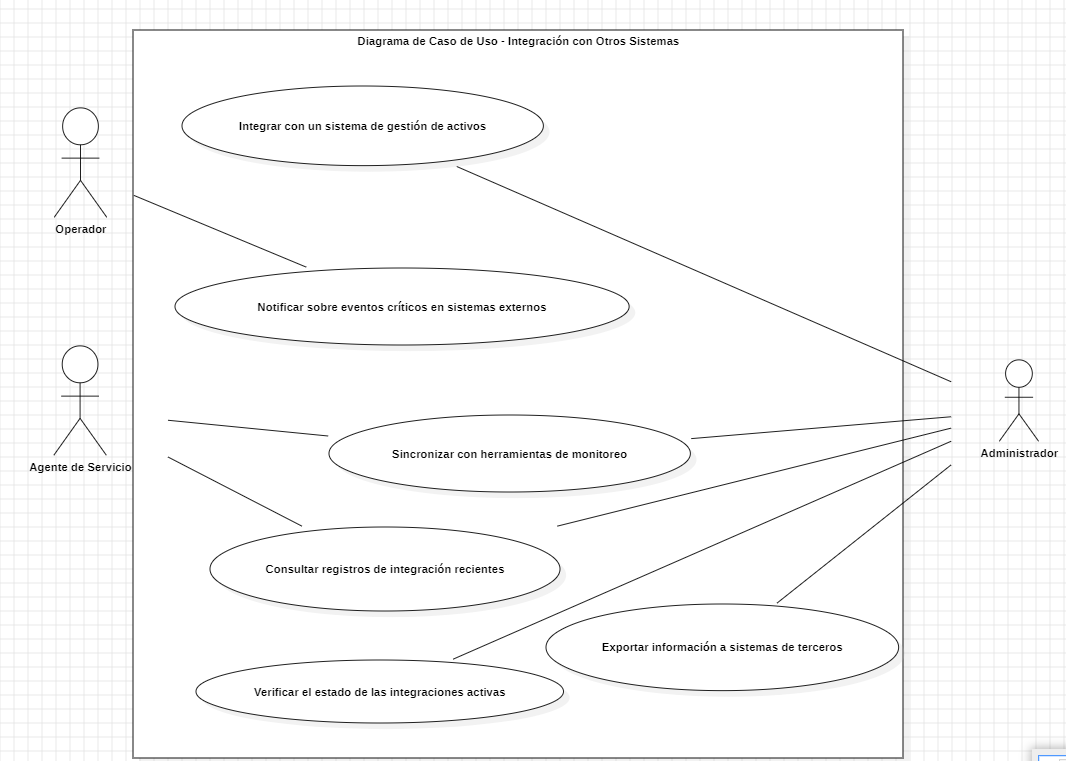 Diagrama de Caso de Uso - Integración con Otros Sistemas
Integrar con un sistema de gestión de activos
Operador
Notificar sobre eventos críticos en sistemas externos
Agente de Servicio
Sincronizar con herramientas de monitoreo
Administrador
Consultar registros de integración recientes
Exportar información a sistemas de terceros
Verificar el estado de las integraciones activas